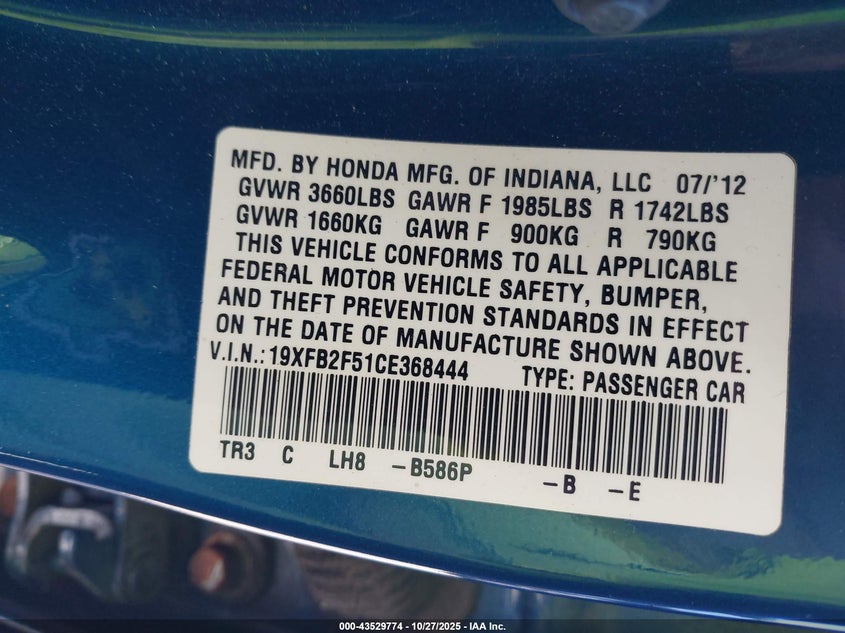 MFD. BY HONDA MFG. OF INDIANA, LLC 07/'12
GVWR 3660LBS GAWR F 1985LBS R 1742LBS
GVWR 1660KG GAWR F 900KG R 790KG
THIS VEHICLE CONFORMS TO ALL APPLICABLE
FEDERAL MOTOR VEHICLE SAFETY, BUMPER,
AND THEFT PREVENTION STANDARDS IN EFFECT
ON THE DATE OF MANUFACTURE SHOWN ABOVE.
V.I.N.:19XFB2F51CE368444 TYPE: PASSENGER CAR
TR3 C LH8 -B586P -B -E
000-43529774 - 10/27/2025 - IAA Inc.